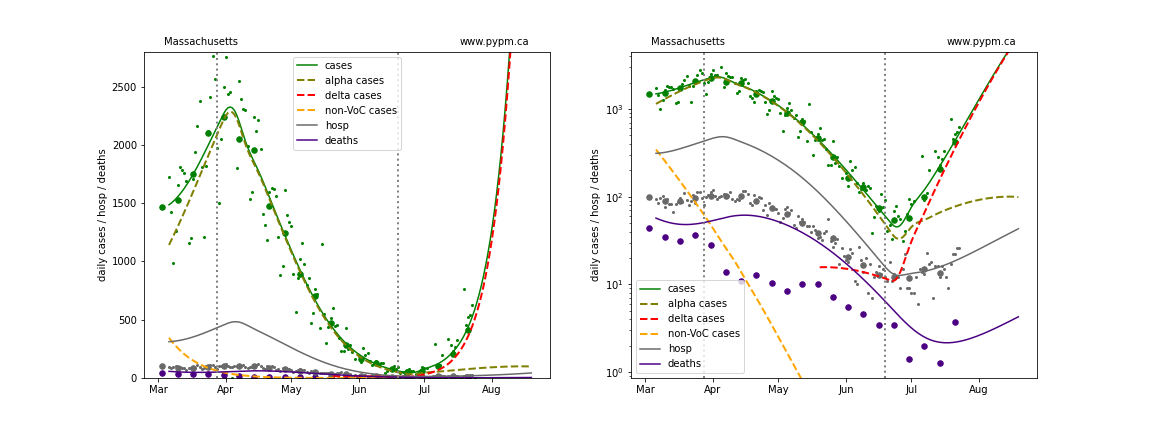 Massachusetts www.pypm.ca
cases
alpha cases
delta cases
non-VoC cases
hosp
deaths
daily cases / hosp / deaths
2500
2000
1500
1000
500
0
Mar Apr May Jun Jul Aug
Massachusetts www.pypm.ca
daily cases / hosp / deaths
10³
10²
10¹
10⁰
cases
alpha cases
delta cases
non-VoC cases
hosp
deaths
Mar Apr May Jun Jul Aug